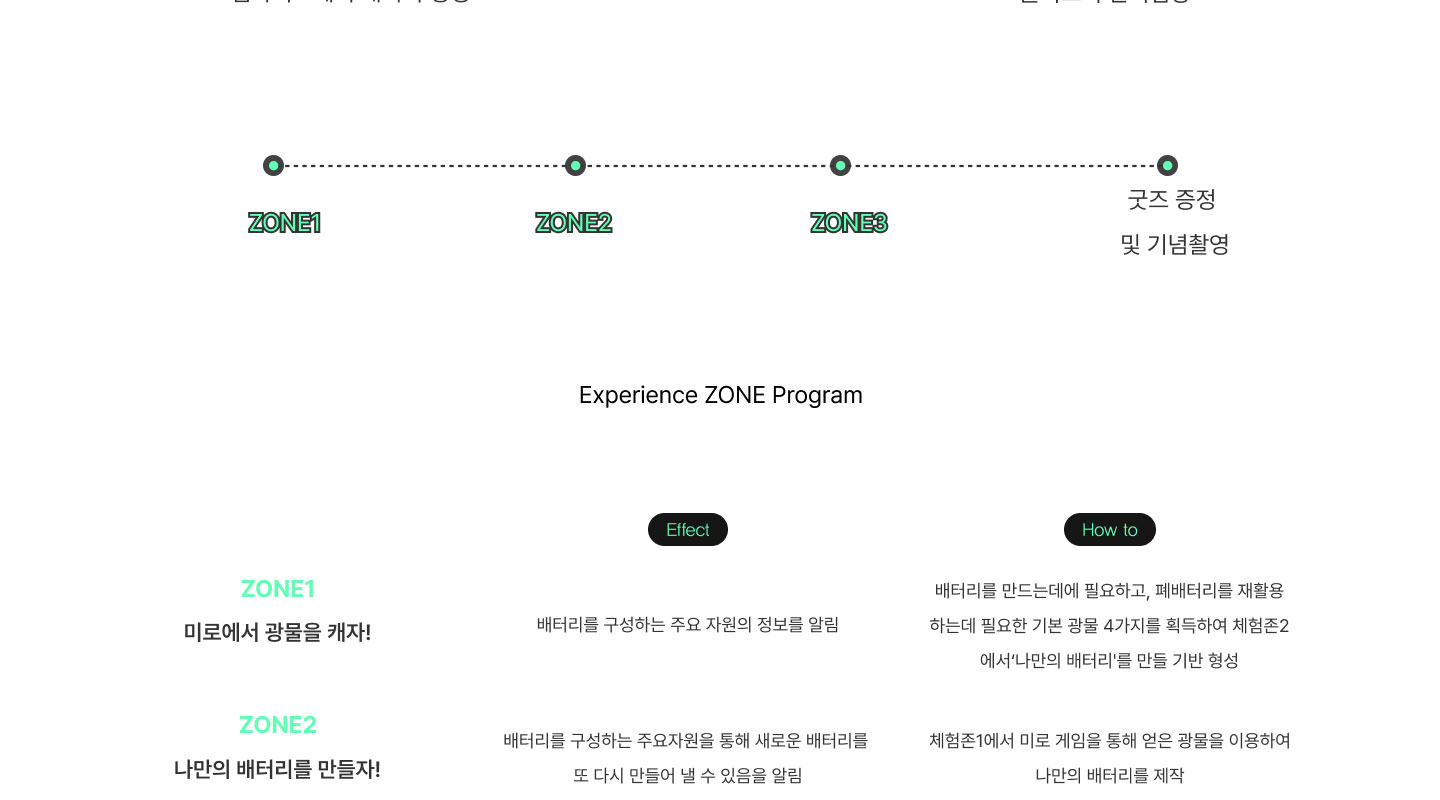 ZONE1
ZONE2
ZONE3
굿즈 증정
및 기념촬영
Experience ZONE Program
Effect
How to
ZONE1
미로에서 광물을 캐자!
배터리를 구성하는 주요 자원의 정보를 알림
배터리를 만드는데에 필요하고, 폐배터리를 재활용
하는데 필요한 기본 광물 4가지를 획득하여 체험존2
에서‘나만의 배터리'를 만들 기반 형성
ZONE2
나만의 배터리를 만들자!
배터리를 구성하는 주요자원을 통해 새로운 배터리를
또 다시 만들어 낼 수 있음을 알림
체험존1에서 미로 게임을 통해 얻은 광물을 이용하여
나만의 배터리를 제작